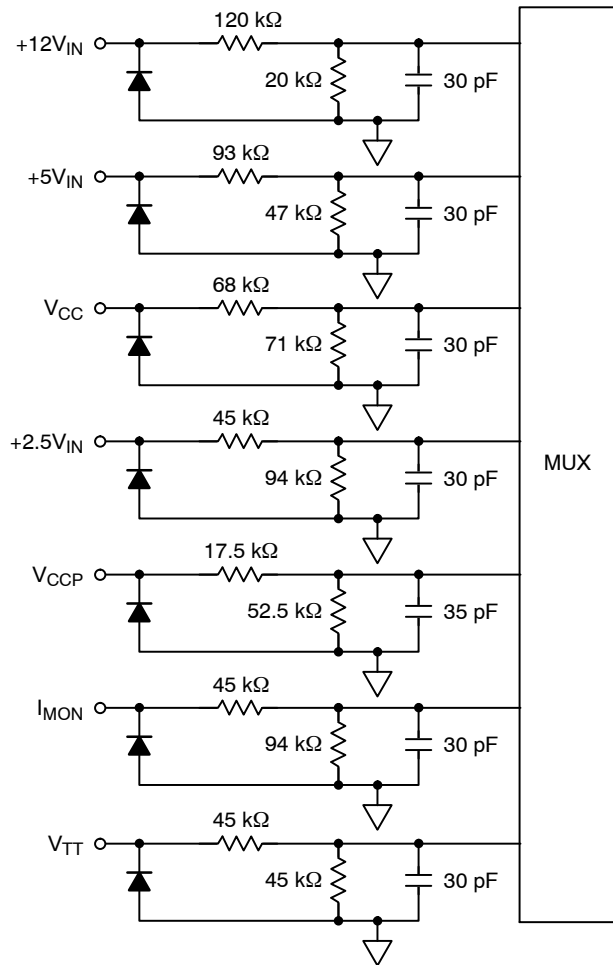 120 kΩ
+12V_IN
20 kΩ
30 pF
93 kΩ
+5V_IN
47 kΩ
30 pF
68 kΩ
V_CC
71 kΩ
30 pF
45 kΩ
+2.5V_IN
94 kΩ
30 pF
MUX
17.5 kΩ
V_CCP
52.5 kΩ
35 pF
45 kΩ
I_MON
94 kΩ
30 pF
45 kΩ
V_TT
45 kΩ
30 pF